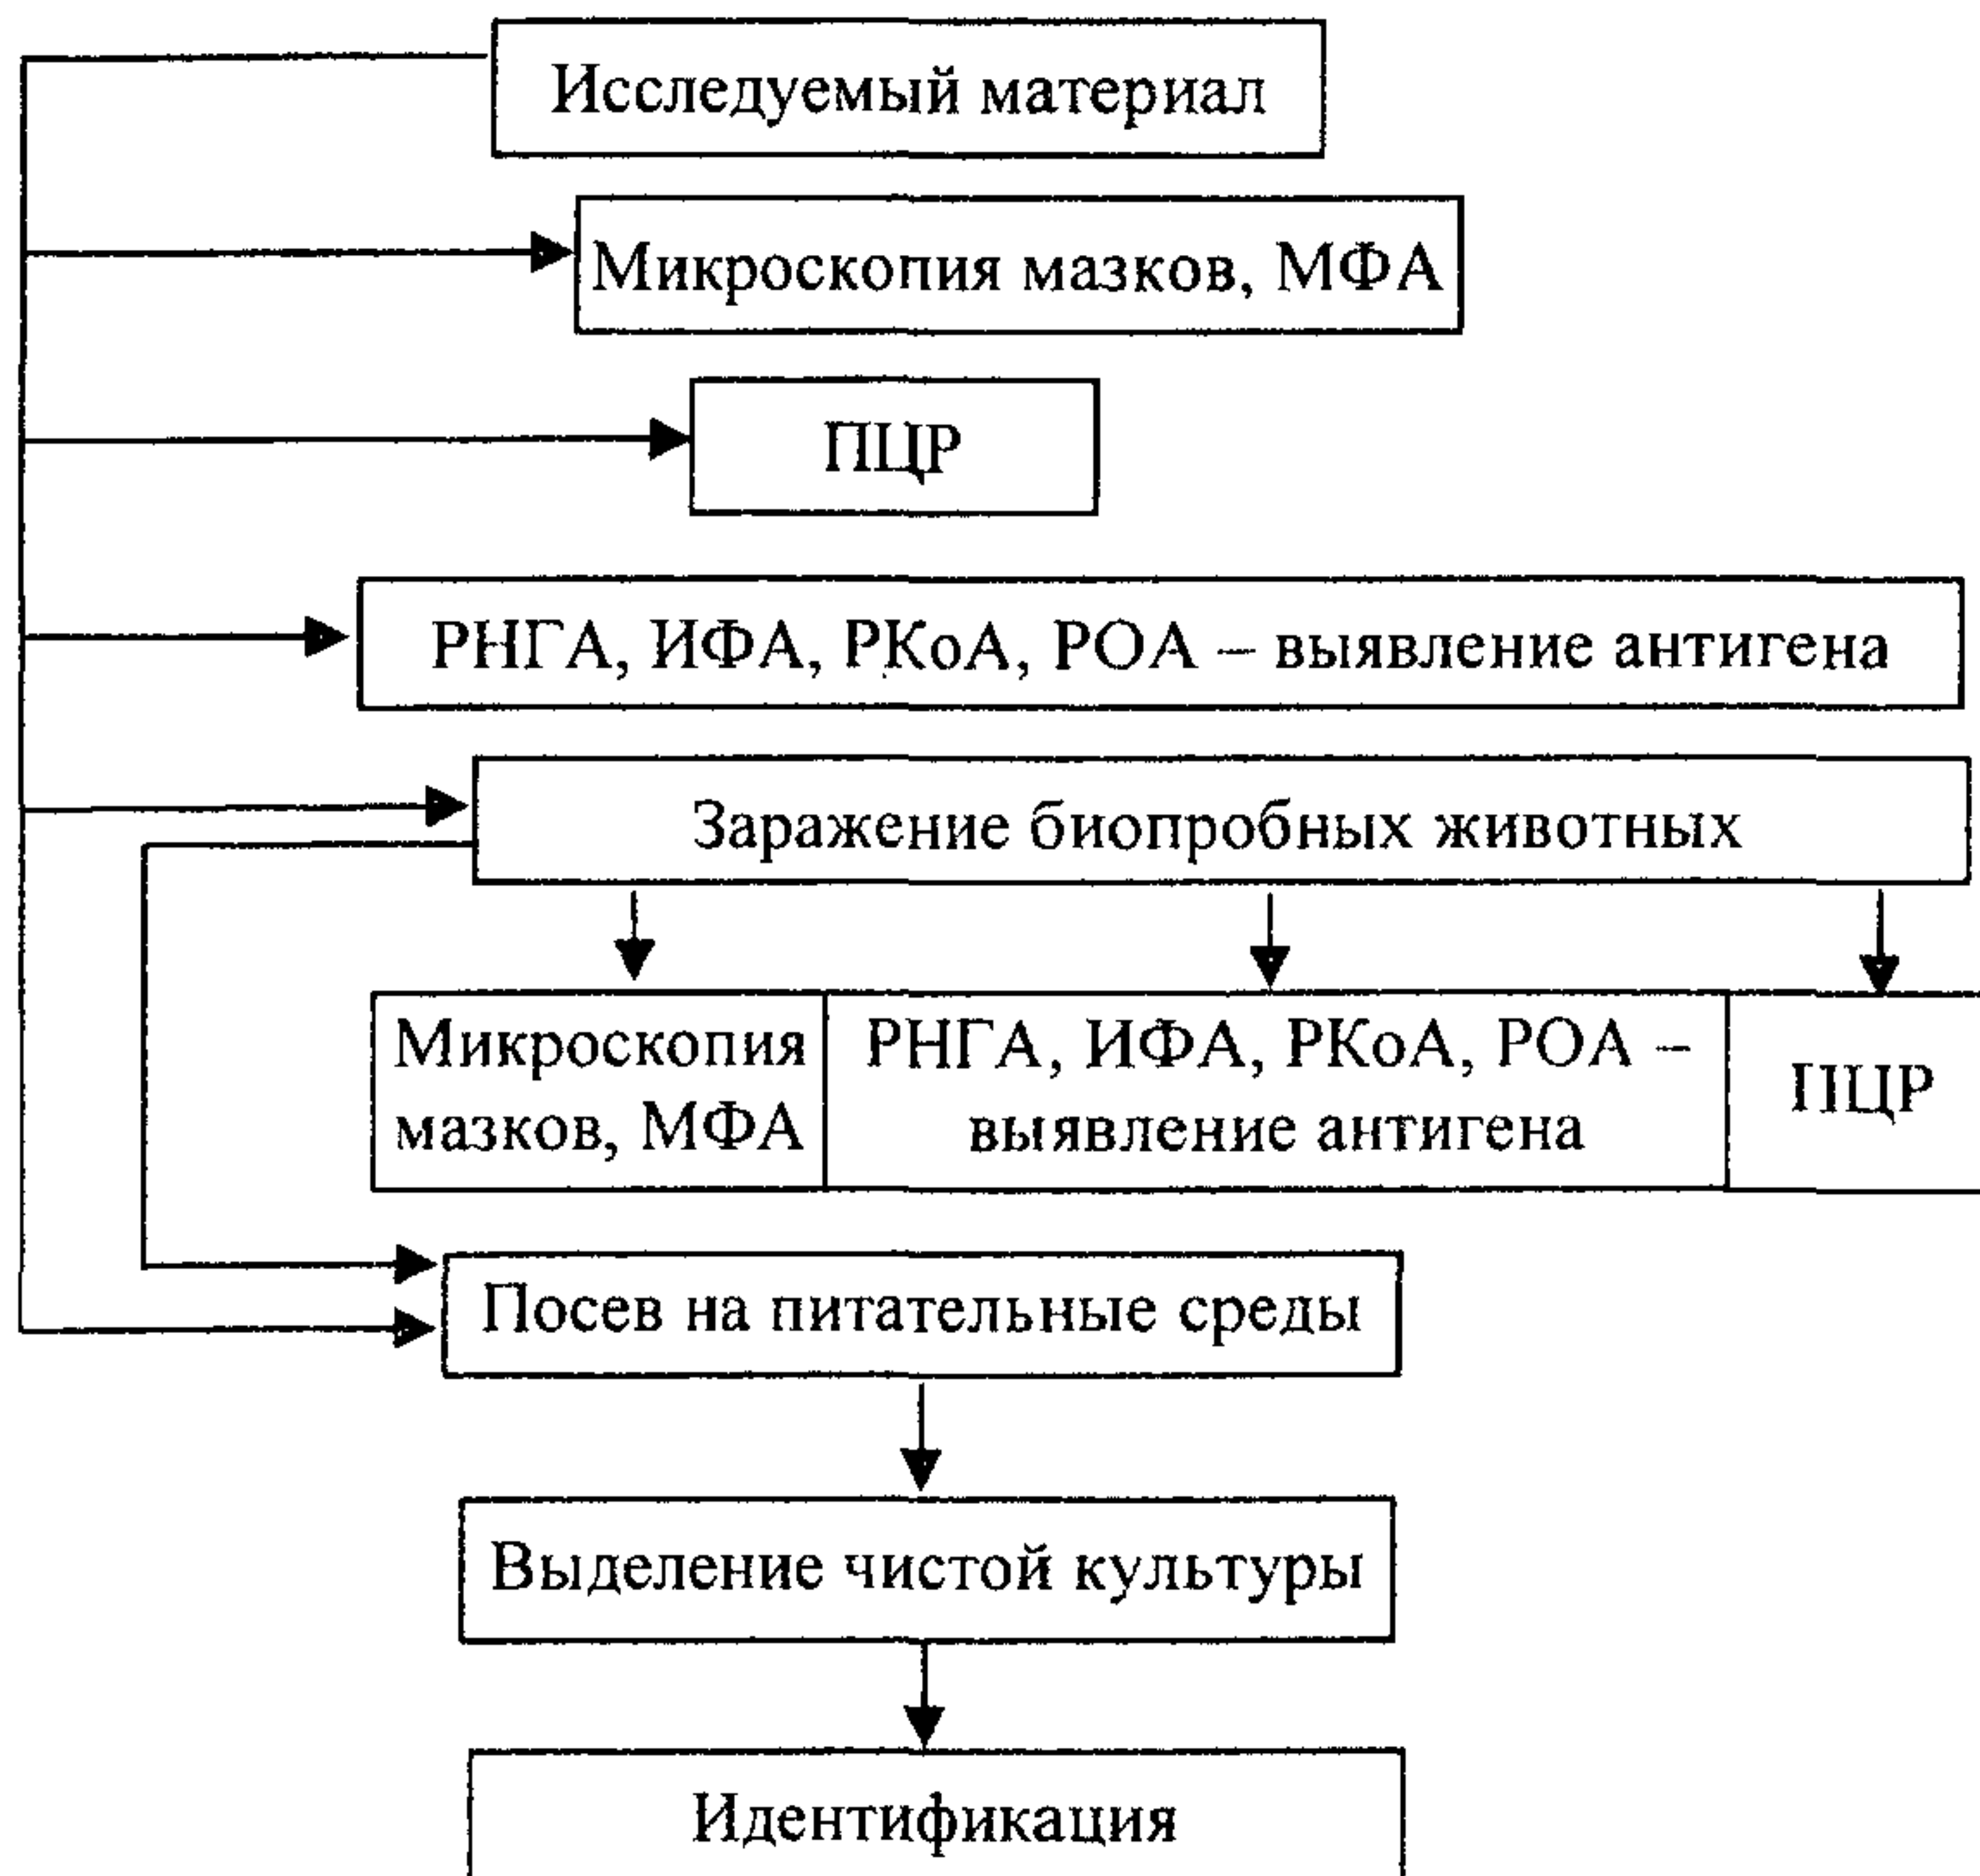 Исследуемый материал
Микроскопия мазков, МФА
ПЦР
РНГА, ИФА, РКоА, РОА – выявление антигена
Заражение биопробных животных
Микроскопия
мазков, МФА
РНГА, ИФА, РКоА, РОА –
выявление антигена
ПЦР
Посев на питательные среды
Выделение чистой культуры
Идентификация